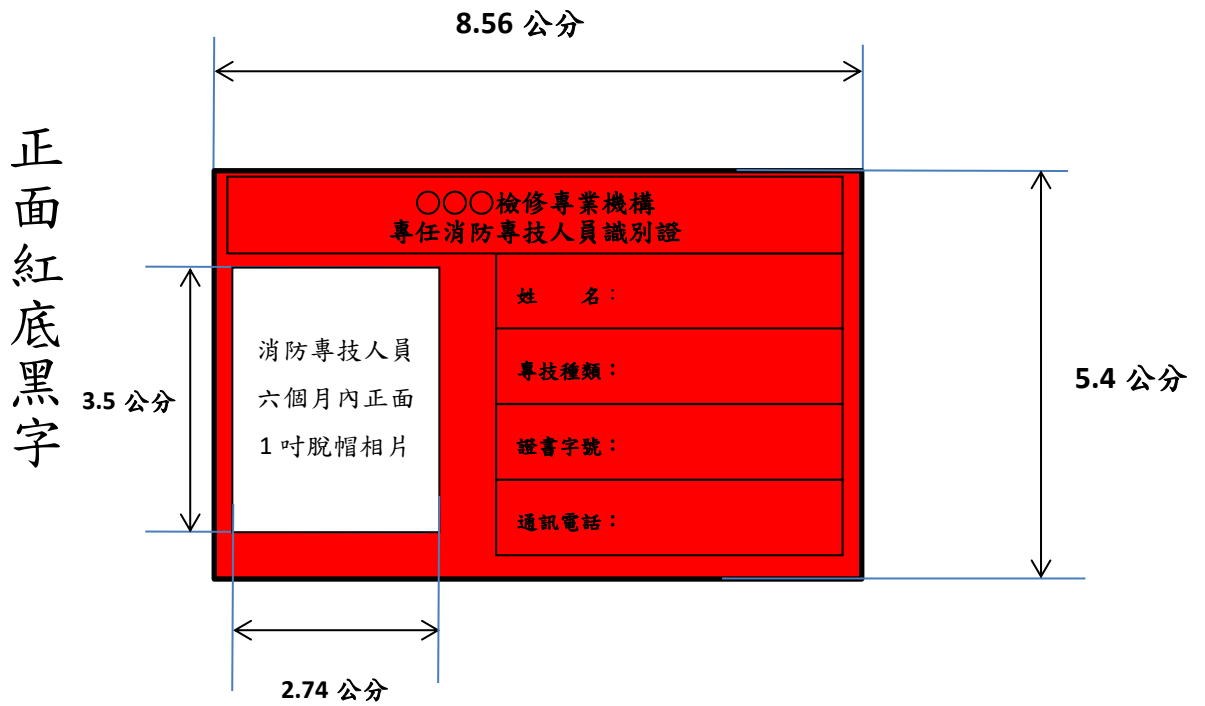 8.56 公分
正面紅底黑字
○○○檢修專業機構
專任消防專技人員識別證
姓　　名：
消防專技人員
六個月內正面
1 吋脫帽相片
專技種類：
證書字號：
通訊電話：
3.5 公分
5.4 公分
2.74 公分